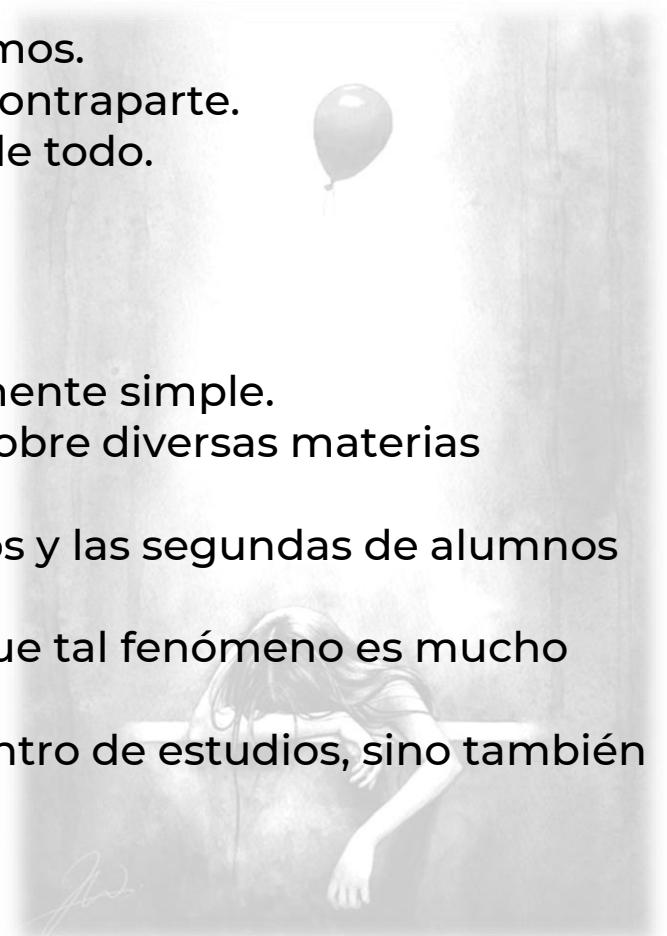 mos.
ontraparte.
le todo.
nente simple.
obre diversas materias
os y las segundas de alumnos
ue tal fenómeno es mucho
ntro de estudios, sino también